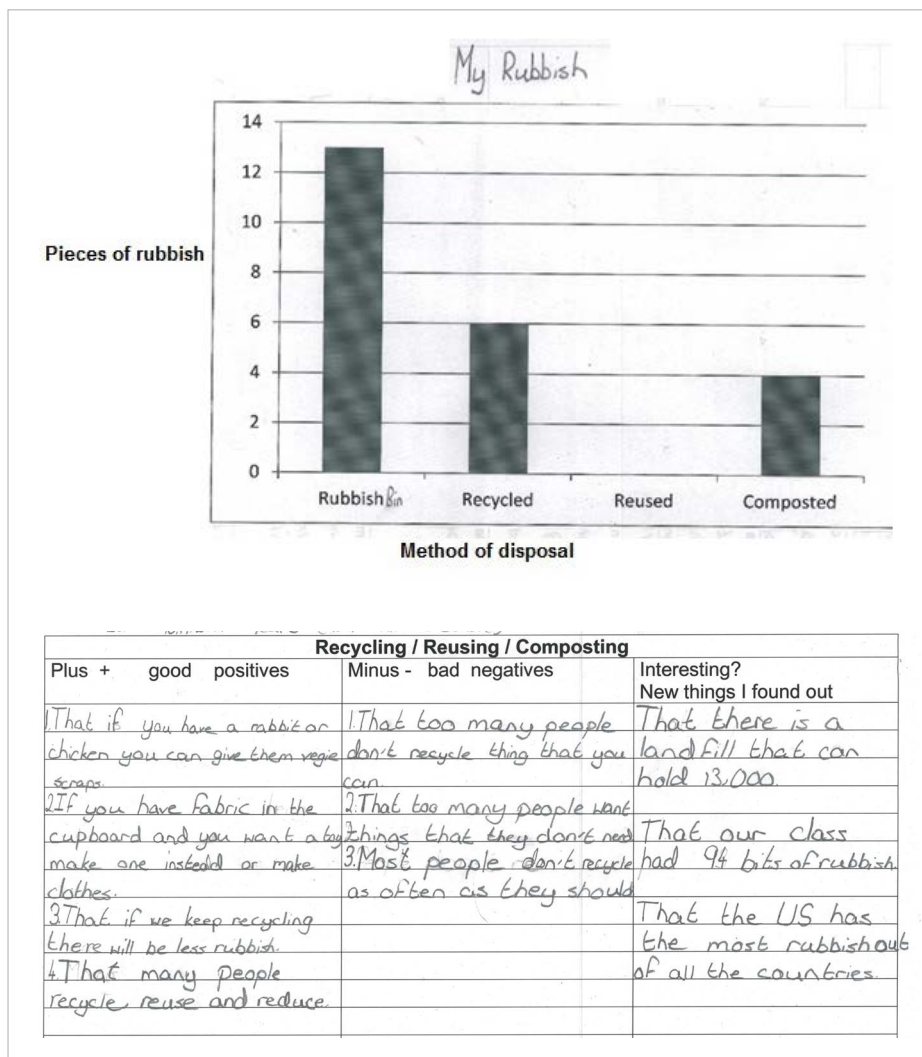 My Rubbish
14
12
10
8
6
4
2
0
Pieces of rubbish
Rubbish Bin Recycled Reused Composted
Method of disposal
Recycling / Reusing / Composting
Plus + good positives
1.That if you have a rabbit or
chicken you can give them vegie
scraps.
2If you have fabric in the
cupboard and you want a toy
make one instedd or make
clothes.
3.That if we keep recycling
there will be less rubbish.
4.That many people
recycle, reuse and reduce.
Minus - bad negatives
1.That too many people
don't recycle thing that you
can.
2.That too many people want
things that they don't need
3.Most people don't recycle
as often as they should
Interesting?
New things I found out
That there is a
landfill that can
hold 13,000.
That our class
had 94 bits of rubbish.
That the US has
the most rubbish out
of all the countries.